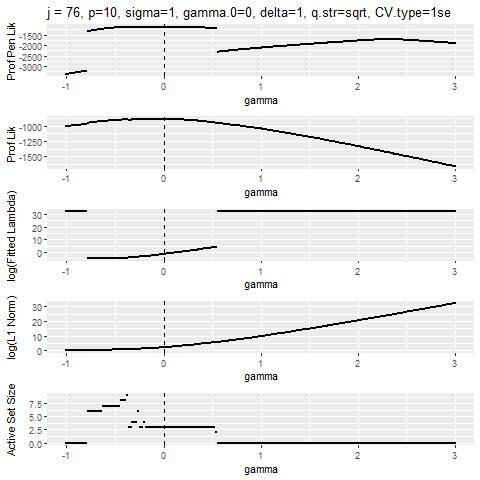 j = 76, p=10, sigma=1, gamma.0=0, delta=1, q.str=sqrt, CV.type=1se
Prof Pen Lik
-1500
-2000
-2500
-3000
-1 0 1 2 3
gamma
Prof Lik
-1000
-1250
-1500
-1 0 1 2 3
gamma
log(Fitted Lambda)
30
20
10
0
-1 0 1 2 3
gamma
log(L1 Norm)
30
20
10
0
-1 0 1 2 3
gamma
Active Set Size
7.5
5.0
2.5
0.0
-1 0 1 2 3
gamma